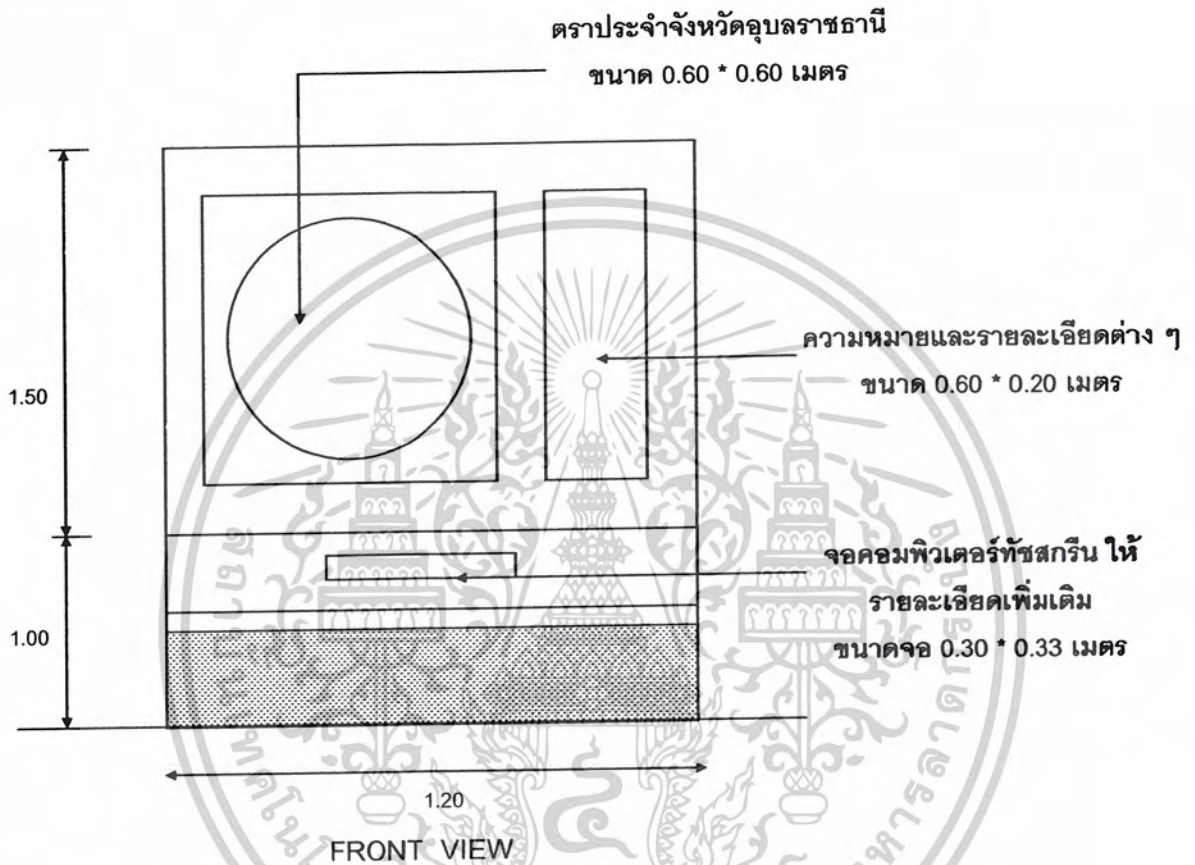 ตราประจำจังหวัดอุบลราชธานี
ขนาด 0.60 * 0.60 เมตร
ความหมายและรายละเอียดต่าง ๆ
ขนาด 0.60 * 0.20 เมตร
1.50
จอคอมพิวเตอร์ทัชสกรีน ให้
รายละเอียดเพิ่มเติม
ขนาดจอ 0.30 * 0.33 เมตร
1.00
1.20
FRONT VIEW